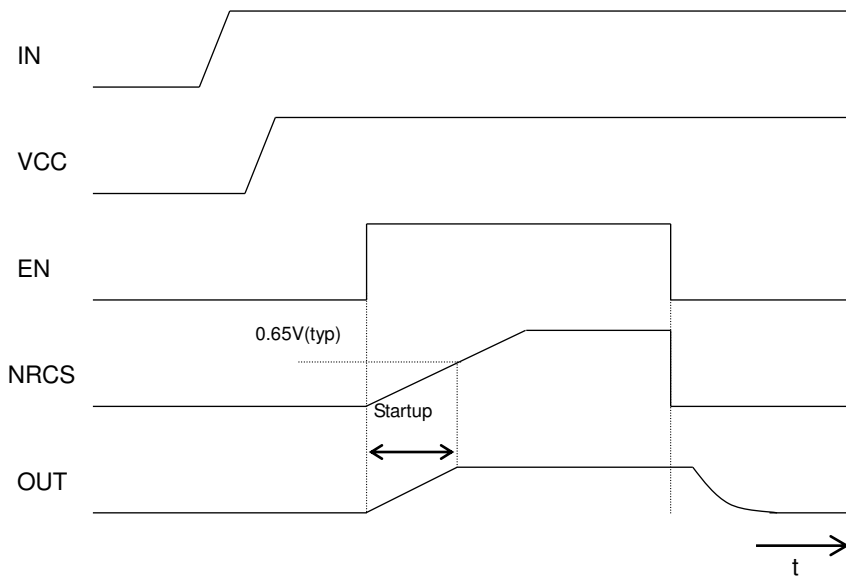 IN
VCC
EN
0.65V(typ)
NRCS
Startup
OUT
t